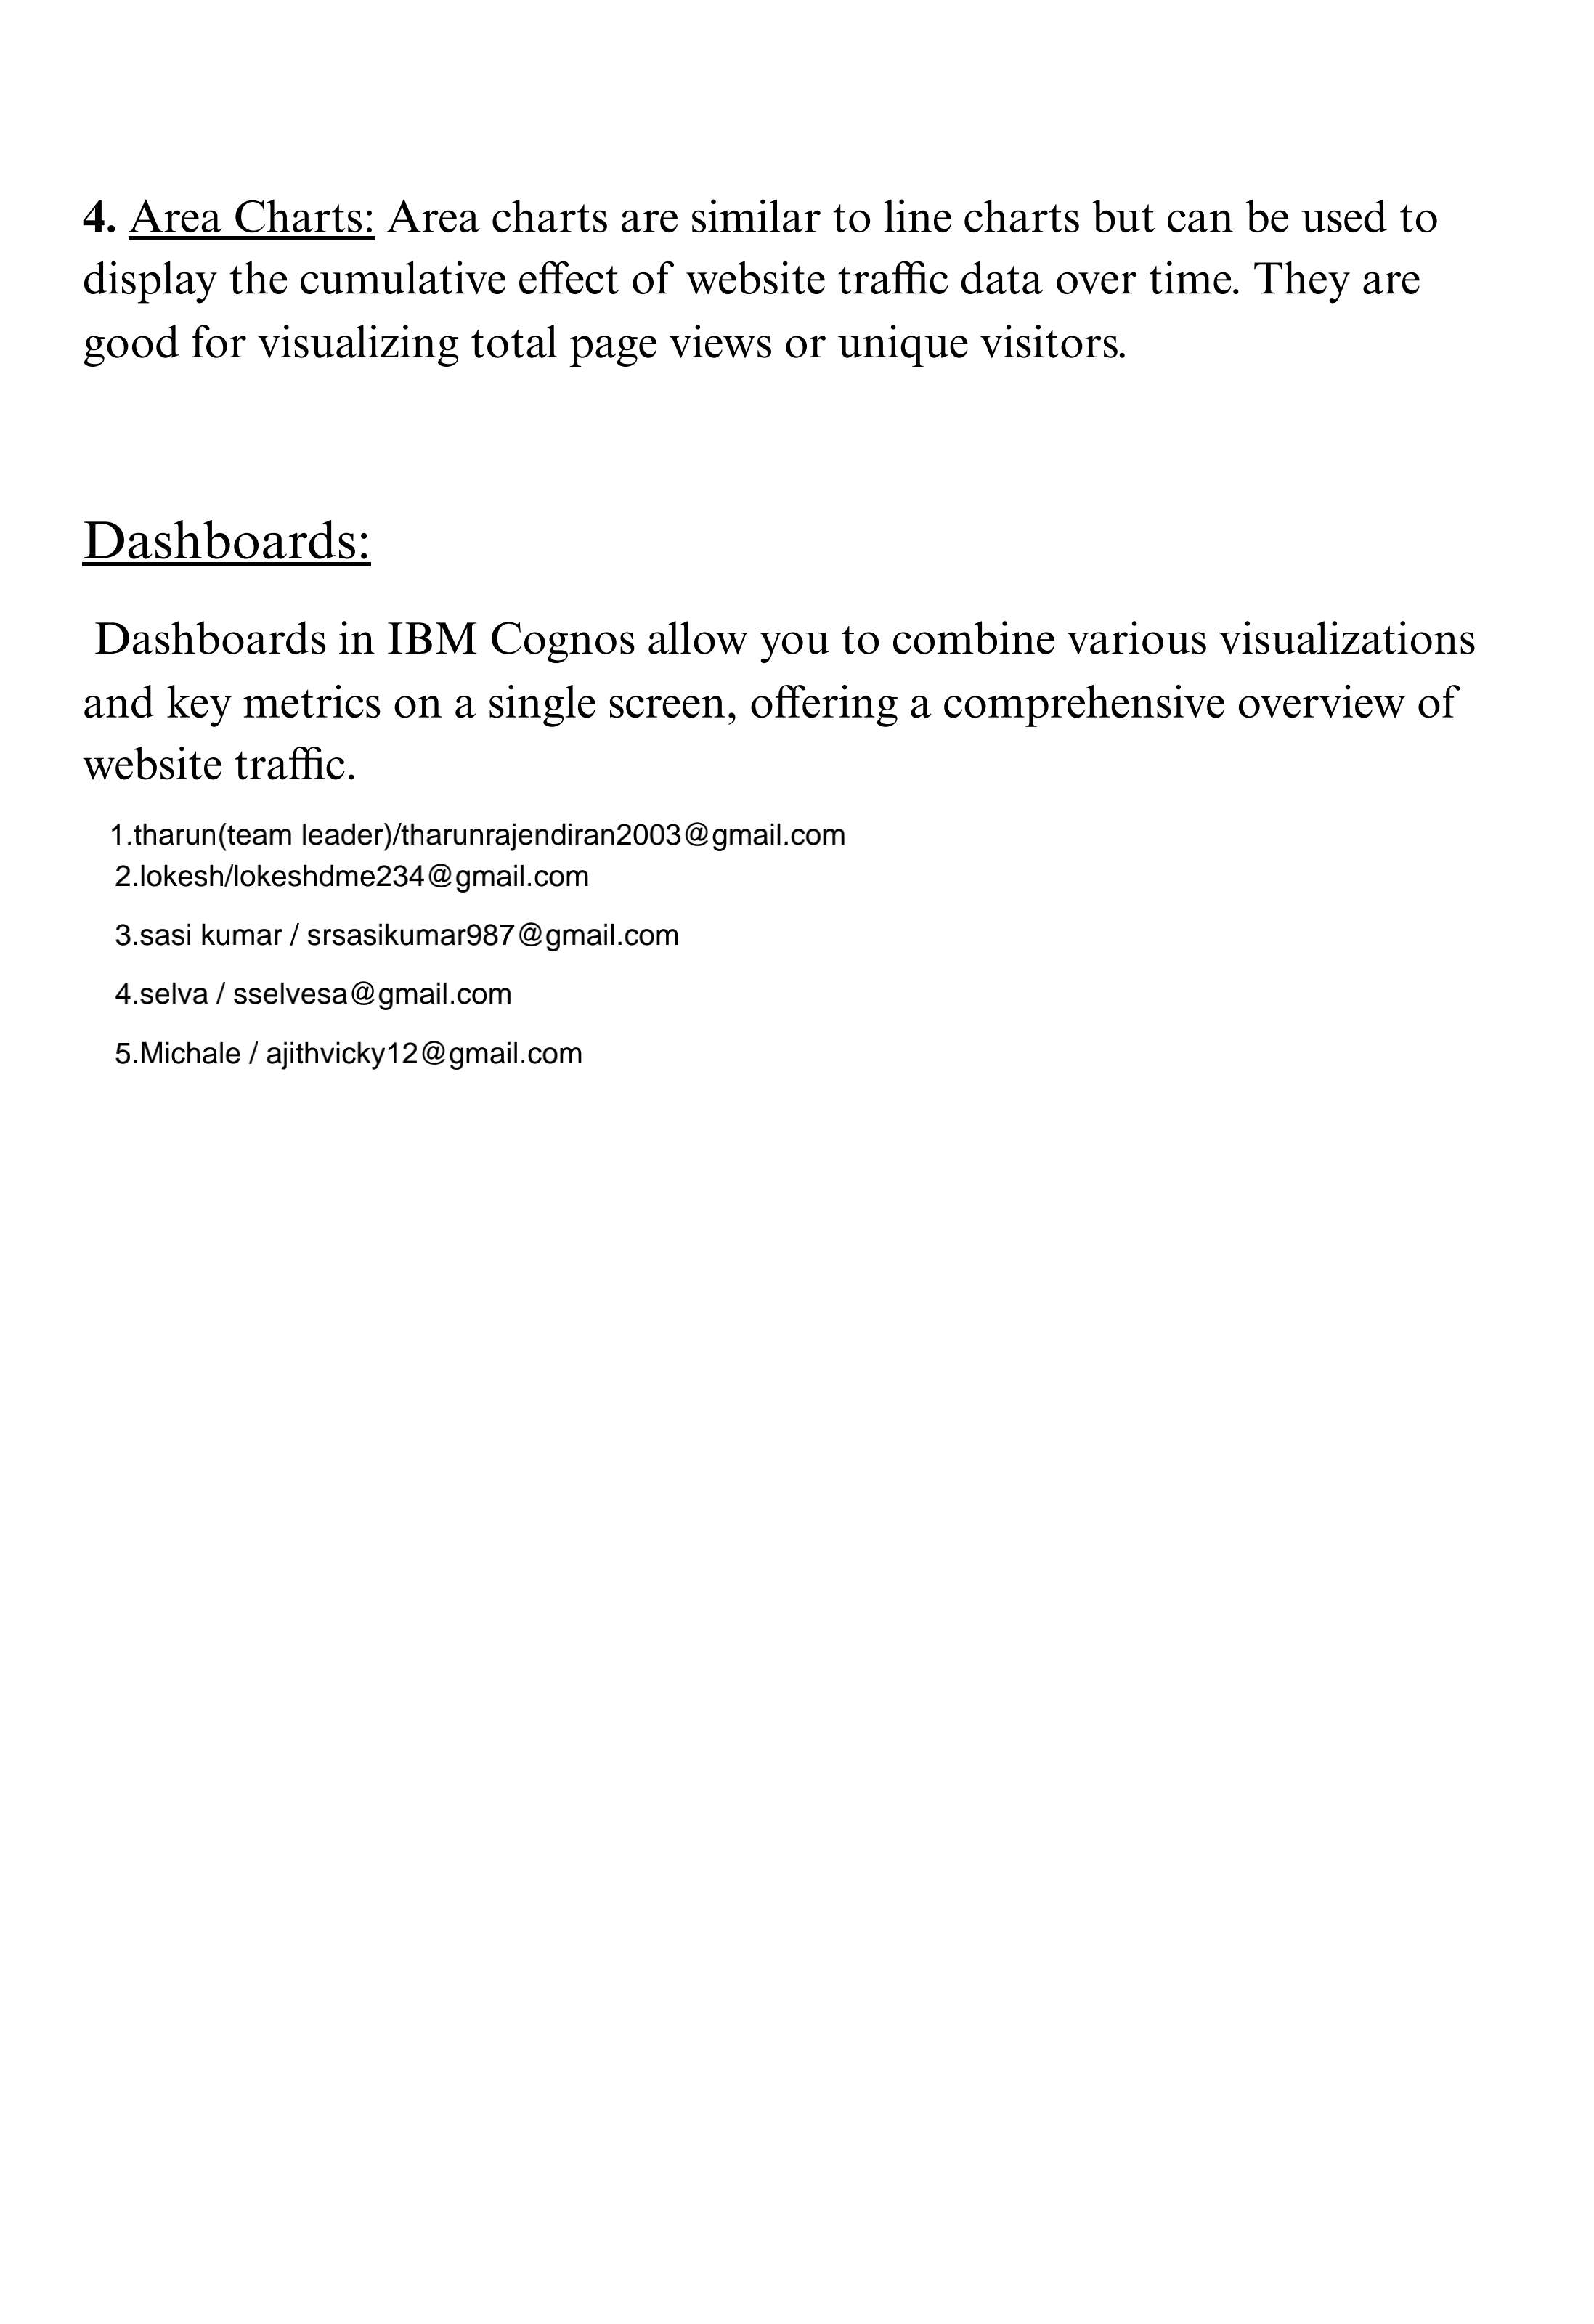 4. Area Charts: Area charts are similar to line charts but can be used to
display the cumulative effect of website traffic data over time. They are
good for visualizing total page views or unique visitors.
Dashboards:
Dashboards in IBM Cognos allow you to combine various visualizations
and key metrics on a single screen, offering a comprehensive overview of
website traffic.
1.tharun(team leader)/tharunrajendiran2003@gmail.com
2.lokesh/lokeshdme234@gmail.com
3.sasi kumar / srsasikumar987@gmail.com
4.selva / sselvesa@gmail.com
5.Michale / ajithvicky12@gmail.com